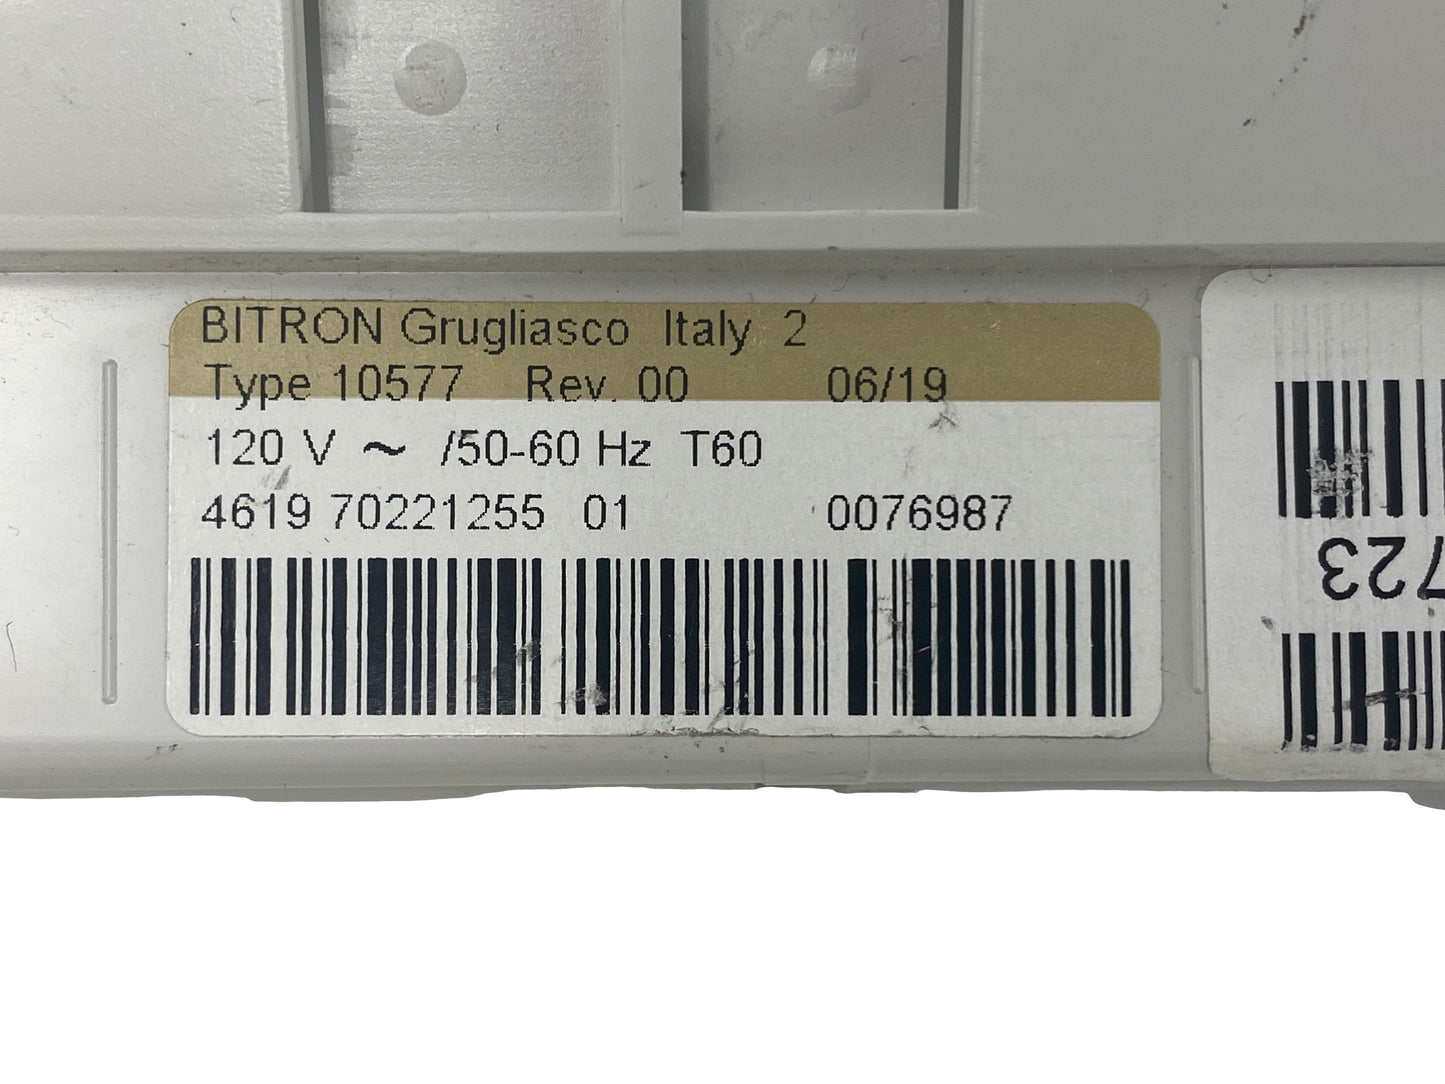 BITRON Grugliasco Italy 2
Type 10577 Rev. 00 06/19
120 V ~ /50-60 Hz T60
4619 70221255 01 0076987
723